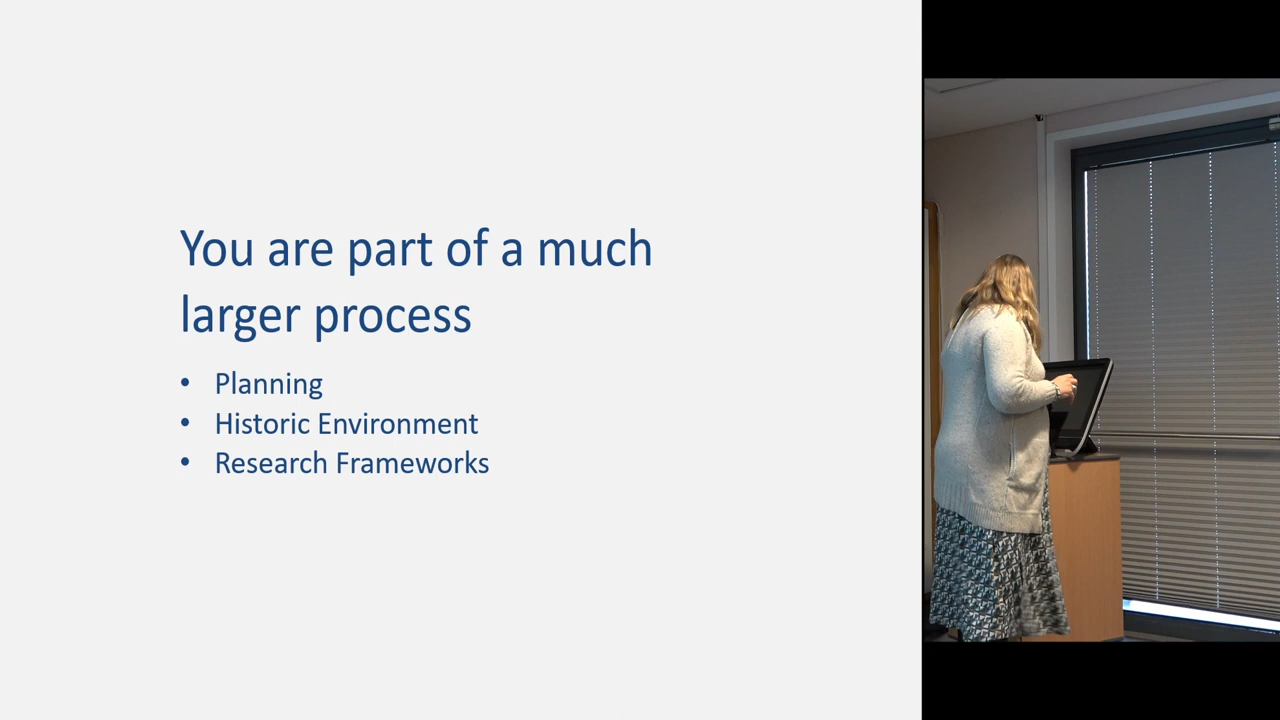 You are part of a much
larger process
• Planning
• Historic Environment
• Research Frameworks